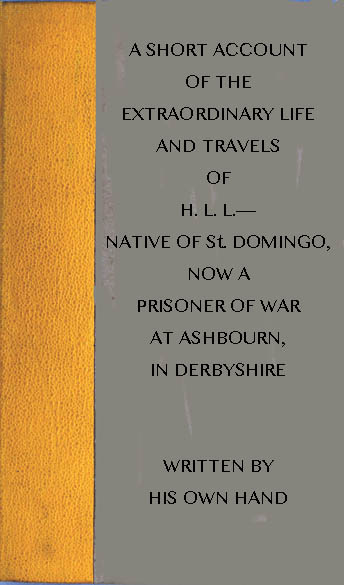 A SHORT ACCOUNT
OF THE
EXTRAORDINARY LIFE
AND TRAVELS
OF
H. L. L.—
NATIVE OF St. DOMINGO,
NOW A
PRISONER OF WAR
AT ASHBOURN,
IN DERBYSHIRE
WRITTEN BY
HIS OWN HAND